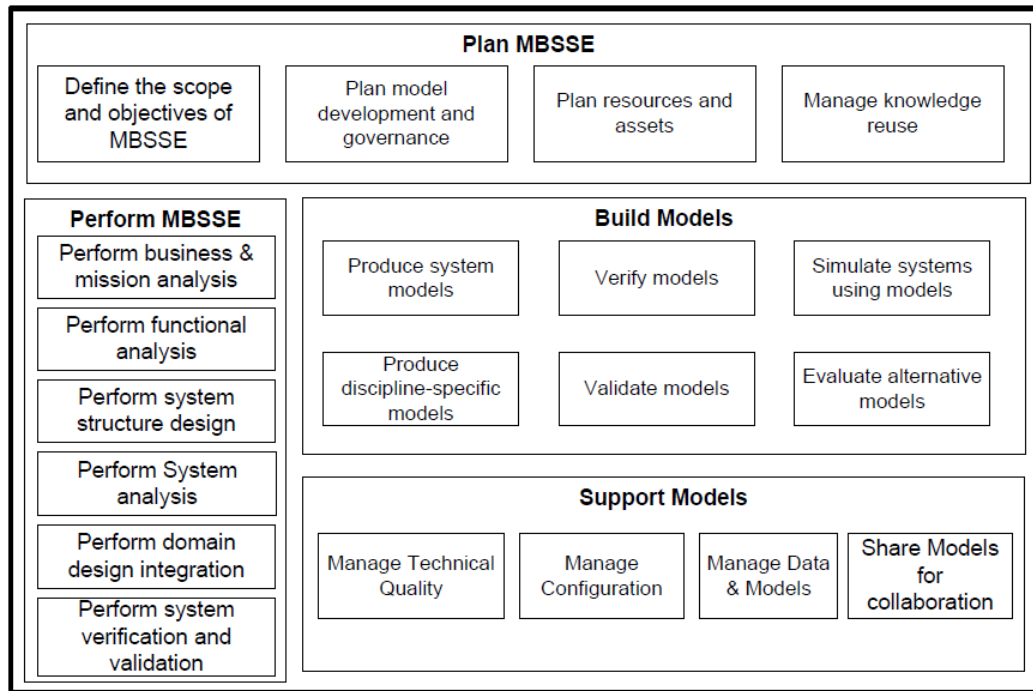 Plan MBSSE
Define the scope
and objectives of
MBSSE
Plan model
development and
governance
Plan resources and
assets
Manage knowledge
reuse
Perform MBSSE
Perform business &
mission analysis
Perform functional
analysis
Perform system
structure design
Perform System
analysis
Perform domain
design integration
Perform system
verification and
validation
Build Models
Produce system
models
Verify models
Simulate systems
using models
Produce
discipline-specific
models
Validate models
Evaluate alternative
models
Support Models
Manage Technical
Quality
Manage
Configuration
Manage Data
& Models
Share Models
for
collaboration